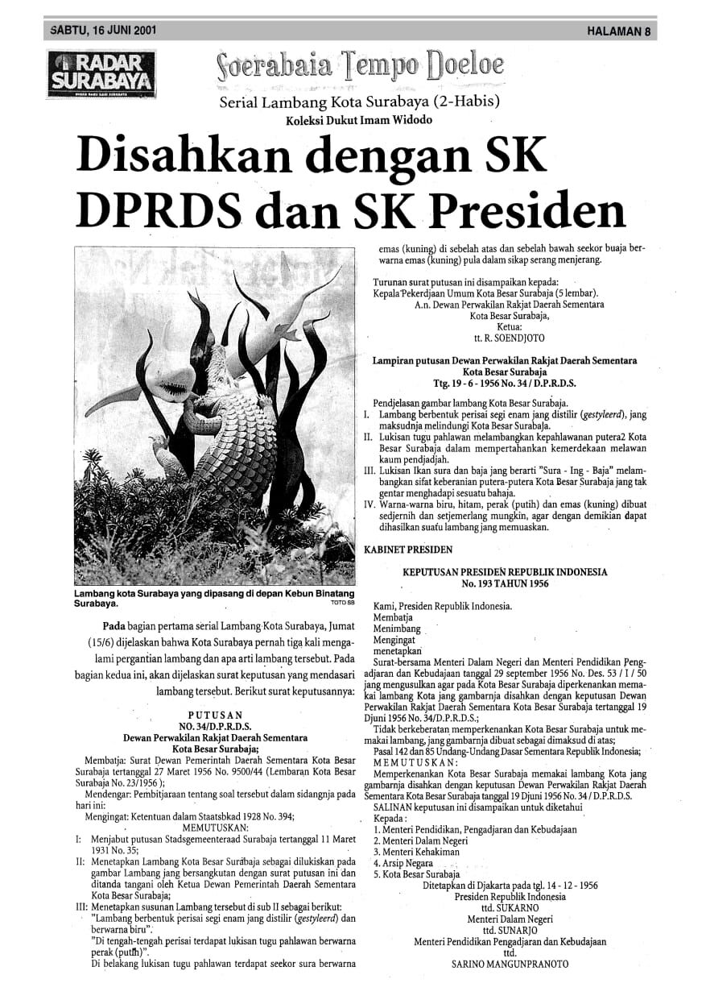 SABTU, 16 JUNI 2001
HALAMAN 8
RADAR
SURABAYA
Soerabaia Tempo Doeloe
Serial Lambang Kota Surabaya (2-Habis)
Koleksi Dukut Imam Widodo
Disahkan dengan SK
DPRDS dan SK Presiden
Lambang kota Surabaya yang dipasang di depan Kebun Binatang
Surabaya.
TOTO SB
Pada bagian pertama serial Lambang Kota Surabaya, Jumat
(15/6) dijelaskan bahwa Kota Surabaya pernah tiga kali menga-
lami pergantian lambang dan apa arti lambang tersebut. Pada
bagian kedua ini, akan dijelaskan surat keputusan yang mendasari
lambang tersebut. Berikut surat keputusannya:
PUTUSAN
NO. 34/D.P.R.D.S.
Dewan Perwakilan Rakjat Daerah Sementara
Kota Besar Surabaja;
Membatja: Surat Dewan Pemerintah Daerah Sementara Kota Besar
Surabaja tertanggal 27 Maret 1956 No. 9500/44 (Lembaran Kota Besar
Surabaja No. 23/1956 );
Mendengar: Pembitjaraan tentang soal tersebut dalam sidangnja pada
hari ini:
Mengingat: Ketentuan dalam Staatsbkad 1928 No. 394;
MEMUTUSKAN:
I: Menjabut putusan Stadsgemeenteraad Surabaja tertanggal 11 Maret
1931 No. 35;
II: Menetapkan Lambang Kota Besar Surabaja sebagai dilukiskan pada
gambar Lambang jang bersangkutan dengan surat putusan ini dan
ditanda tangani oleh Ketua Dewan Pemerintah Daerah Sementara
Kota Besar Surabaja;
III: Menetapkan susunan Lambang tersebut di sub II sebagai berikut:
"Lambang berbentuk perisai segi enam jang distilir (gestyleerd) dan
berwarna biru".
"Di tengah-tengah perisai terdapat lukisan tugu pahlawan berwarna
perak (putih)".
Di belakang lukisan tugu pahlawan terdapat seekor sura berwarna
emas (kuning) di sebelah atas dan sebelah bawah seekor buaja ber-
warna emas (kuning) pula dalam sikap serang menjerang.
Turunan surat putusan ini disampaikan kepada:
Kepala Pekerdjaan Umum Kota Besar Surabaja (5 lembar).
A.n. Dewan Perwakilan Rakjat Daerah Sementara
Kota Besar Surabaja,
Ketua:
tt. R. SOENDJOTO
Lampiran putusan Dewan Perwakilan Rakjat Daerah Sementara
Kota Besar Surabaja
Ttg. 19 - 6 - 1956 No. 34 / D.P.R.D.S.
Pendjelasan gambar lambang Kota Besar Surabaja.
I. Lambang berbentuk perisai segi enam jang distilir (gestyleerd), jang
maksudnja melindungi Kota Besar Surabaja.
II. Lukisan tugu pahlawan melambangkan kepahlawanan putera2 Kota
Besar Surabaja dalam mempertahankan kemerdekaan melawan
kaum pendjadjah.
III. Lukisan Ikan sura dan baja jang berarti "Sura - Ing - Baja" melam-
bangkan sifat keberanian putera-putera Kota Besar Surabaja jang tak
gentar menghadapi sesuatu bahaja.
IV. Warna-warna biru, hitam, perak (putih) dan emas (kuning) dibuat
sedjernih dan setjemerlang mungkin, agar dengan demikian dapat
dihasilkan suatu lambang jang memuaskan.
KABINET PRESIDEN
KEPUTUSAN PRESIDEN REPUBLIK INDONESIA
No. 193 TAHUN 1956
Kami, Presiden Republik Indonesia.
Membatja
Menimbang
Mengingat
menetapkan
Surat-bersama Menteri Dalam Negeri dan Menteri Pendidikan Peng-
adjaran dan Kebudajaan tanggal 29 september 1956 No. Des. 53 / I / 50
jang mengusulkan agar pada Kota Besar Surabaja diperkenankan mema-
kai lambang Kota jang gambarnja disahkan dengan keputusan Dewan
Perwakilan Rakjat Daerah Sementara Kota Besar Surabaja tertanggal 19
Djuni 1956 No. 34/D.P.R.D.S.;
Tidak berkeberatan memperkenankan Kota Besar Surabaja untuk me-
makai lambang, jang gambarnja dibuat sebagai dimaksud di atas;
Pasal 142 dan 85 Undang-Undang Dasar Sementara Republik Indonesia;
MEMUTUSKAN:
Memperkenankan Kota Besar Surabaja memakai lambang Kota jang
gambarnja disahkan dengan keputusan Dewan Perwakilan Rakjat Daerah
Sementara Kota Besar Surabaja tanggal 19 Djuni 1956 No. 34 / D.P.R.D.S.
SALINAN keputusan ini disampaikan untuk diketahui
Kepada :
1. Menteri Pendidikan, Pengadjaran dan Kebudajaan
2. Menteri Dalam Negeri
3. Menteri Kehakiman
4. Arsip Negara
5. Kota Besar Surabaja
Ditetapkan di Djakarta pada tgl. 14 - 12 - 1956
Presiden Republik Indonesia
ttd. SUKARNO
Menteri Dalam Negeri
ttd. SUNARJO
Menteri Pendidikan Pengadjaran dan Kebudajaan
ttd.
SARINO MANGUNPRANOTO